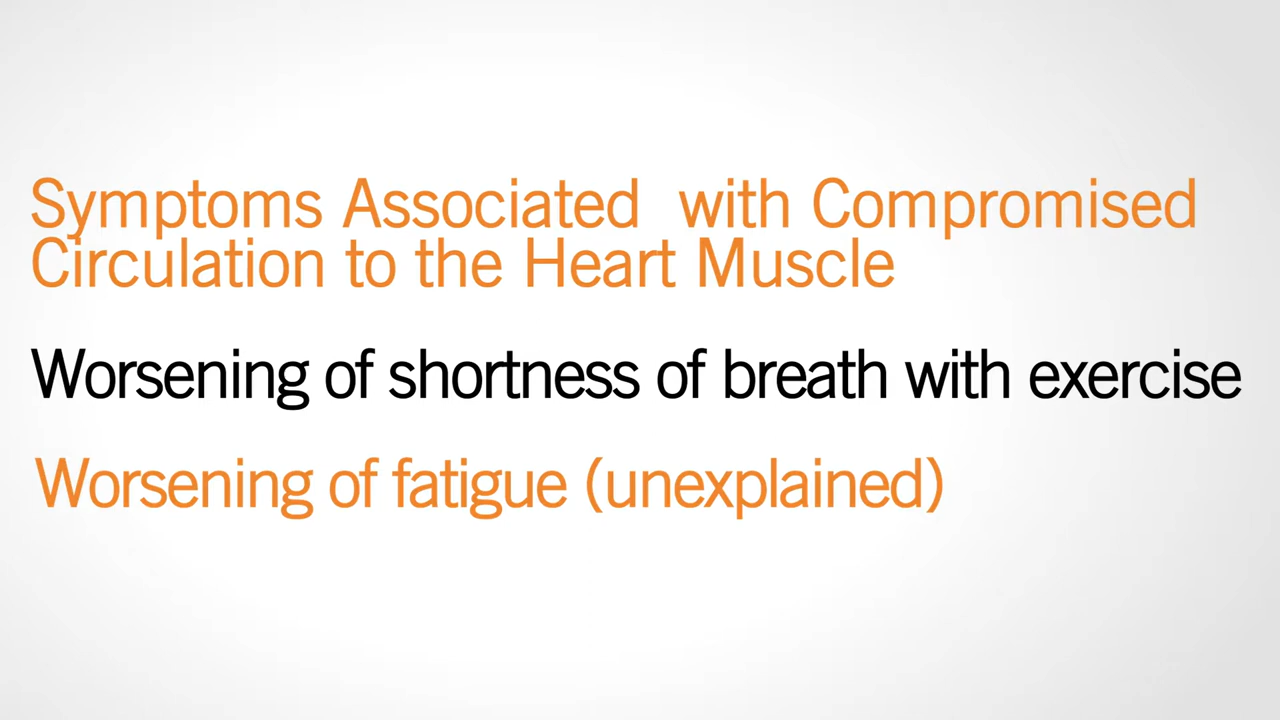 Symptoms Associated  with Compromised
Circulation to the Heart Muscle
Worsening of shortness of breath with exercise
Worsening of fatigue (unexplained)